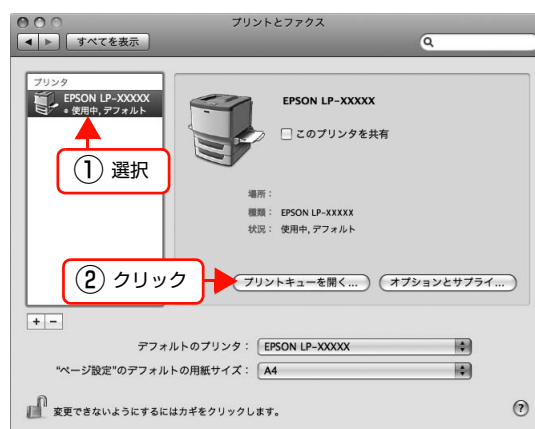 プリントとファクス
すべてを表示
プリンタ
EPSON LP-XXXXX
使用中, デフォルト
① 選択
EPSON LP-XXXXX
このプリンタを共有
場所：
種類： EPSON LP-XXXXX
状況： 使用中, デフォルト
② クリック
プリントキューを開く... オプションとサプライ...
+ −
デフォルトのプリンタ： EPSON LP-XXXXX
"ページ設定"のデフォルトの用紙サイズ： A4
変更できないようにするにはカギをクリックします。 ?